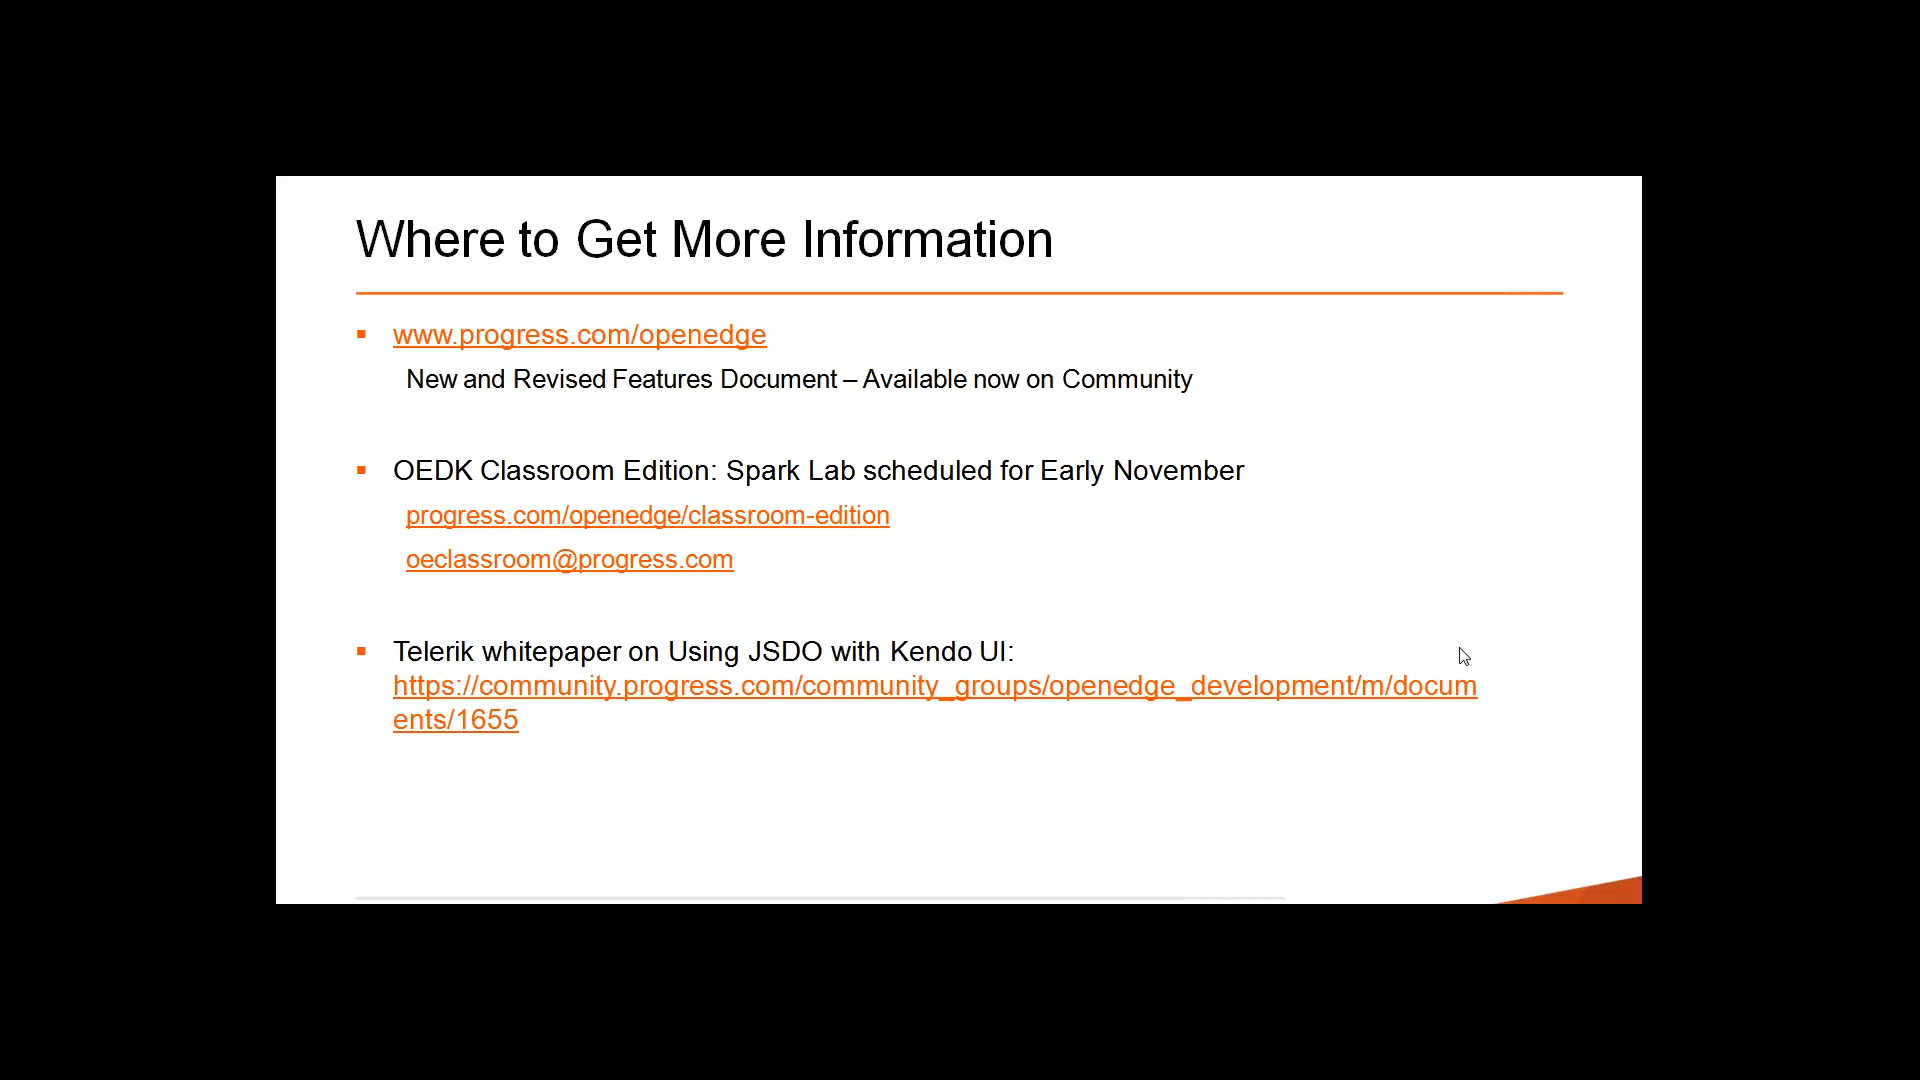 Where to Get More Information
▪ www.progress.com/openedge
New and Revised Features Document – Available now on Community
▪ OEDK Classroom Edition: Spark Lab scheduled for Early November
progress.com/openedge/classroom-edition
oeclassroom@progress.com
▪ Telerik whitepaper on Using JSDO with Kendo UI:
https://community.progress.com/community_groups/openedge_development/m/docum
ents/1655